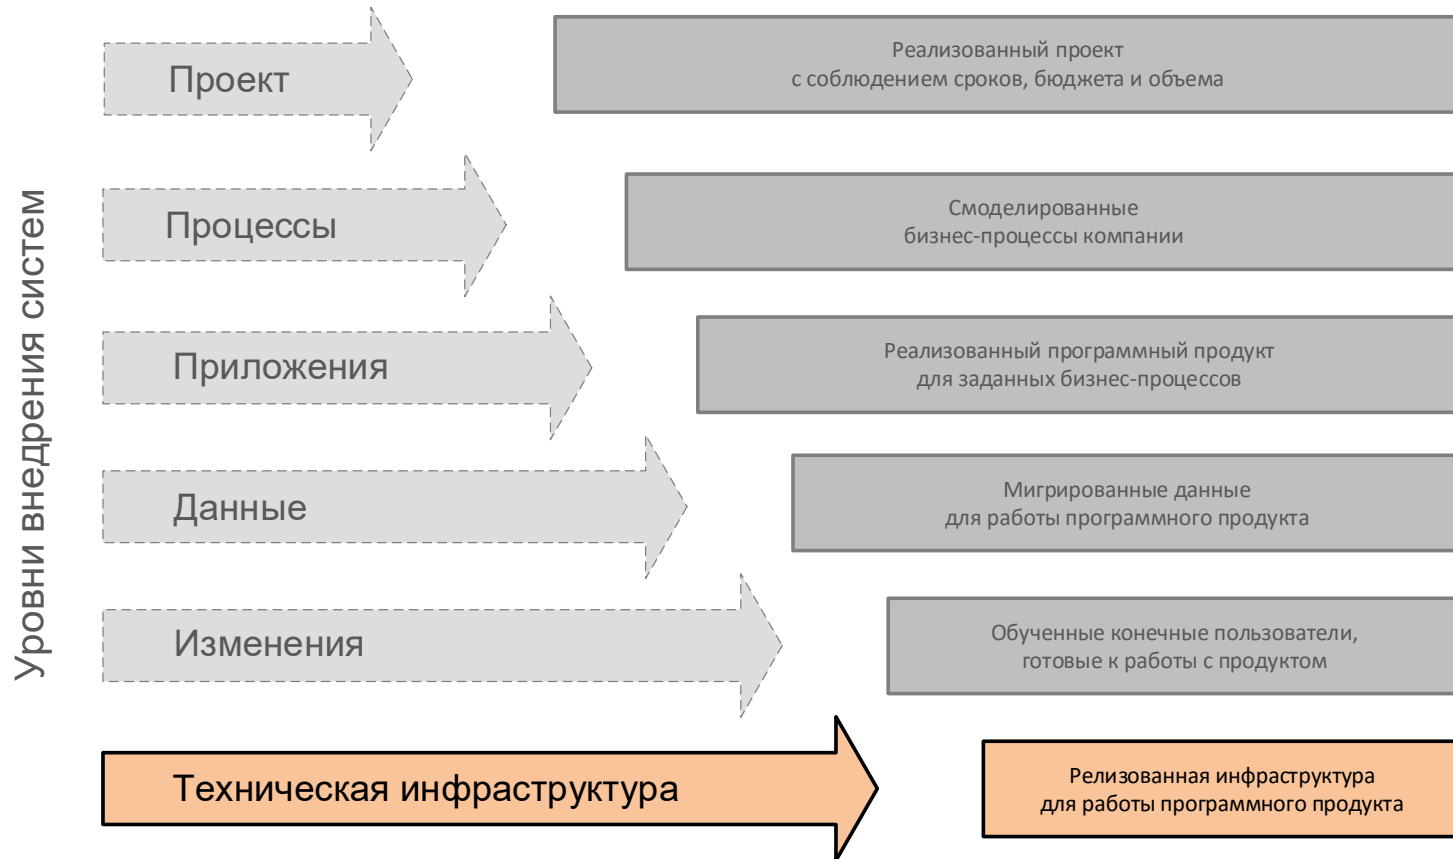 Уровни внедрения систем
Проект
Реализованный проект
с соблюдением сроков, бюджета и объема
Процессы
Смоделированные
бизнес-процессы компании
Приложения
Реализованный программный продукт
для заданных бизнес-процессов
Данные
Мигрированные данные
для работы программного продукта
Изменения
Обученные конечные пользователи,
готовые к работы с продуктом
Техническая инфраструктура
Релизованная инфраструктура
для работы программного продукта